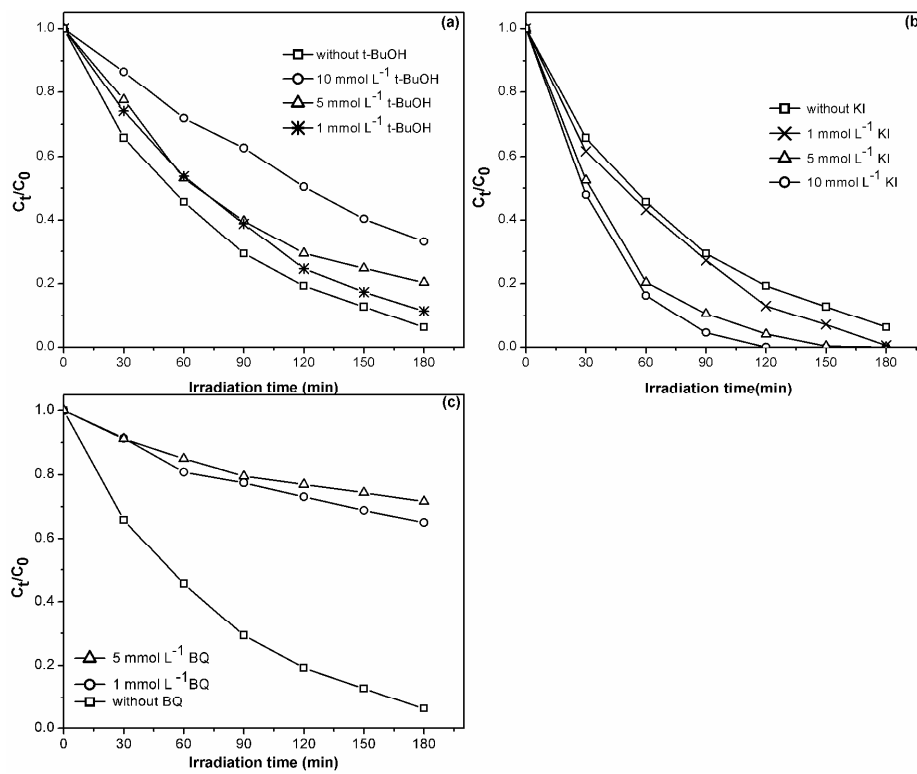 (a)
1.0
0.8
0.6
0.4
0.2
0.0
Ct/C0
without t-BuOH
10 mmol L-1 t-BuOH
5 mmol L-1 t-BuOH
1 mmol L-1 t-BuOH
0 30 60 90 120 150 180
Irradiation time (min)
(b
1.0
0.8
0.6
0.4
0.2
0.0
Ct/C0
without KI
1 mmol L-1 KI
5 mmol L-1 KI
10 mmol L-1 KI
0 30 60 90 120 150 180
Irradiation time(min)
(c)
1.0
0.8
0.6
0.4
0.2
0.0
Ct/C0
5 mmol L-1 BQ
1 mmol L-1BQ
without BQ
0 30 60 90 120 150 180
Irradiation time (min)